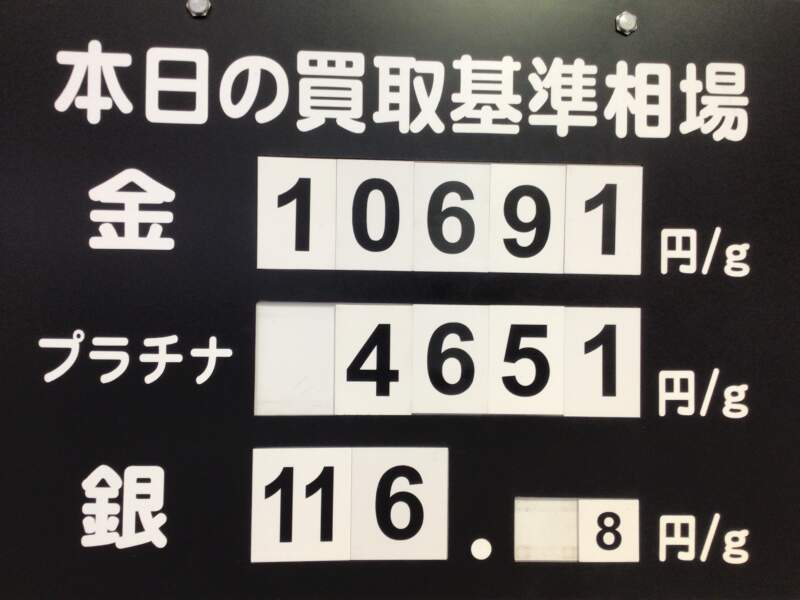 本日の買取基準相場
金 10691 円/g
プラチナ 4651 円/g
銀 116. 8 円/g